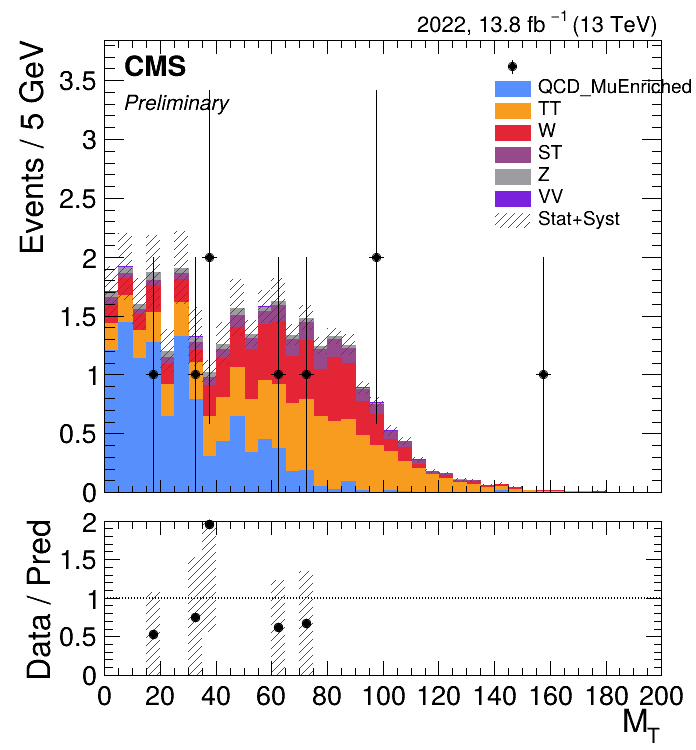 2022, 13.8 fb⁻¹ (13 TeV)
Events / 5 GeV
CMS
Preliminary
QCD_MuEnriched
TT
W
ST
Z
VV
Stat+Syst
3.5
3
2.5
2
1.5
1
0.5
0
Data / Pred
2
1.5
1
0.5
0
0 20 40 60 80 100 120 140 160 180 200
M_T